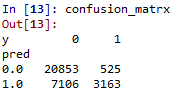 In [13]: confusion_matrx
Out[13]:
y 0 1
pred
0.0 20853 525
1.0 7106 3163